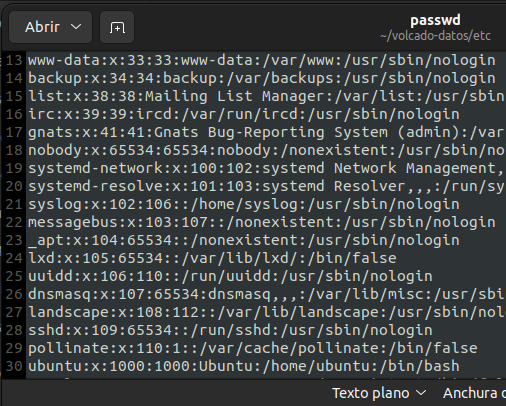 Abrir
passwd
~/volcado-datos/etc
13 www-data:x:33:33:www-data:/var/www:/usr/sbin/nologin
14 backup:x:34:34:backup:/var/backups:/usr/sbin/nologin
15 list:x:38:38:Mailing List Manager:/var/list:/usr/sbin
16 irc:x:39:39:ircd:/var/run/ircd:/usr/sbin/nologin
17 gnats:x:41:41:Gnats Bug-Reporting System (admin):/var
18 nobody:x:65534:65534:nobody:/nonexistent:/usr/sbin/no
19 systemd-network:x:100:102:systemd Network Management,
20 systemd-resolve:x:101:103:systemd Resolver,,,:/run/sy
21 syslog:x:102:106::/home/syslog:/usr/sbin/nologin
22 messagebus:x:103:107::/nonexistent:/usr/sbin/nologin
23 _apt:x:104:65534::/nonexistent:/usr/sbin/nologin
24 lxd:x:105:65534::/var/lib/lxd/:/bin/false
25 uuidd:x:106:110::/run/uuidd:/usr/sbin/nologin
26 dnsmasq:x:107:65534:dnsmasq,,,:/var/lib/misc:/usr/sbi
27 landscape:x:108:112::/var/lib/landscape:/usr/sbin/nol
28 sshd:x:109:65534::/run/sshd:/usr/sbin/nologin
29 pollinate:x:110:1::/var/cache/pollinate:/bin/false
30 ubuntu:x:1000:1000:Ubuntu:/home/ubuntu:/bin/bash
Texto plano
Anchura